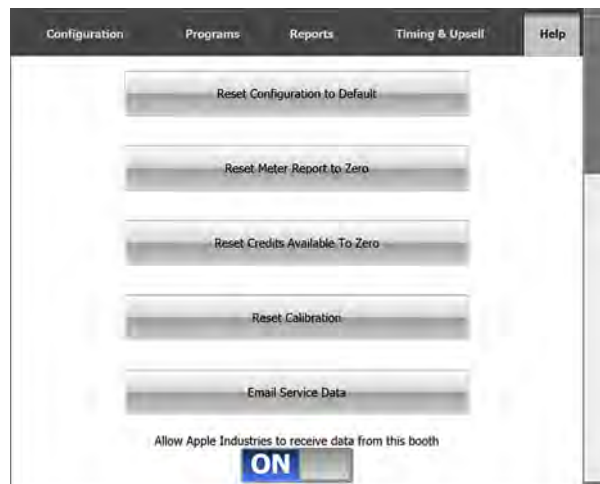 Configuration Programs Reports Timing & Upsell Help
Reset Configuration to Default
Reset Meter Report to Zero
Reset Credits Available To Zero
Reset Calibration
Email Service Data
Allow Apple Industries to receive data from this booth
ON